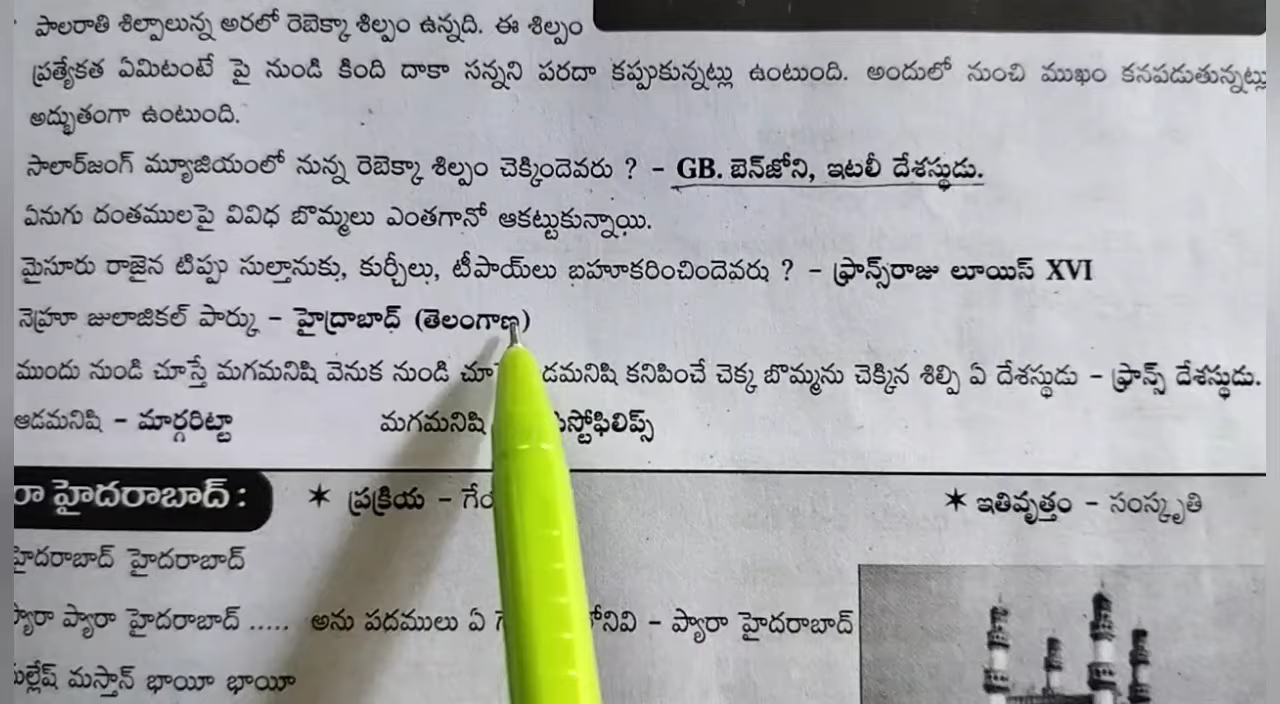 పాలరాతి శిల్పాలున్న అరలో రెబెక్కా శిల్పం ఉన్నది. ఈ శిల్పం
ప్రత్యేకత ఏమిటంటే పై నుండి కింది దాకా సన్నని పరదా కప్పుకున్నట్లు ఉంటుంది. అందులో నుంచి ముఖం కనపడుతున్నట్లు
అద్భుతంగా ఉంటుంది.
సాలార్‌జంగ్ మ్యూజియంలో నున్న రెబెక్కా శిల్పం చెక్కిందెవరు ? – GB. బెన్‌జోని, ఇటలీ దేశస్థుడు.
ఏనుగు దంతములపై వివిధ బొమ్మలు ఎంతగానో ఆకట్టుకున్నాయి.
మైసూరు రాజైన టిప్పు సుల్తానుకు, కుర్చీలు, టీపాయ్‌లు బహూకరించిందెవరు ? – ఫ్రాన్స్‌రాజు లూయిస్ XVI
నెహ్రూ జులాజికల్ పార్కు – హైద్రాబాద్ (తెలంగాణ)
ముందు నుండి చూస్తే మగమనిషి వెనుక నుండి కనిపించే చెక్క బొమ్మను చెక్కిన శిల్పి ఏ దేశస్థుడు – ఫ్రాన్స్ దేశస్థుడు.
ఆడమనిషి – మార్గరిట్టా మగమనిషి
హైదరాబాద్ : ★ ప్రక్రియ – ★ ఇతివృత్తం – సంస్కృతి
హైదరాబాద్ హైదరాబాద్
ప్యారా ప్యారా హైదరాబాద్ ..... అను పదములు ఏ – ప్యారా హైదరాబాద్
మస్తాన్ భాయీ భాయీ